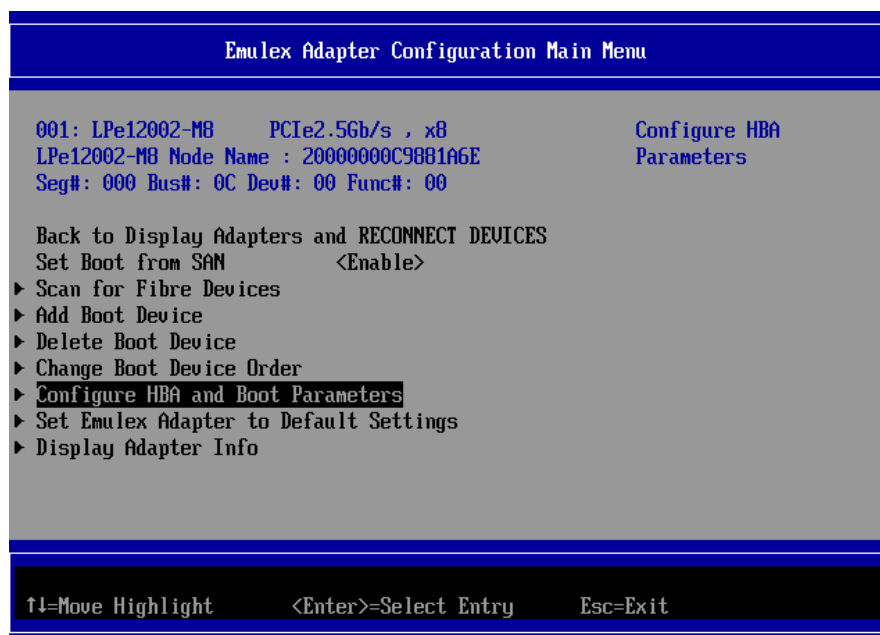 Emulex Adapter Configuration Main Menu
001: LPe12002-M8 PCIe2.5Gb/s , x8 Configure HBA
LPe12002-M8 Node Name : 20000000C9881A6E Parameters
Seg#: 000 Bus#: 0C Dev#: 00 Func#: 00
Back to Display Adapters and RECONNECT DEVICES
Set Boot from SAN <Enable>
Scan for Fibre Devices
Add Boot Device
Delete Boot Device
Change Boot Device Order
Configure HBA and Boot Parameters
Set Emulex Adapter to Default Settings
Display Adapter Info
↑↓=Move Highlight <Enter>=Select Entry Esc=Exit